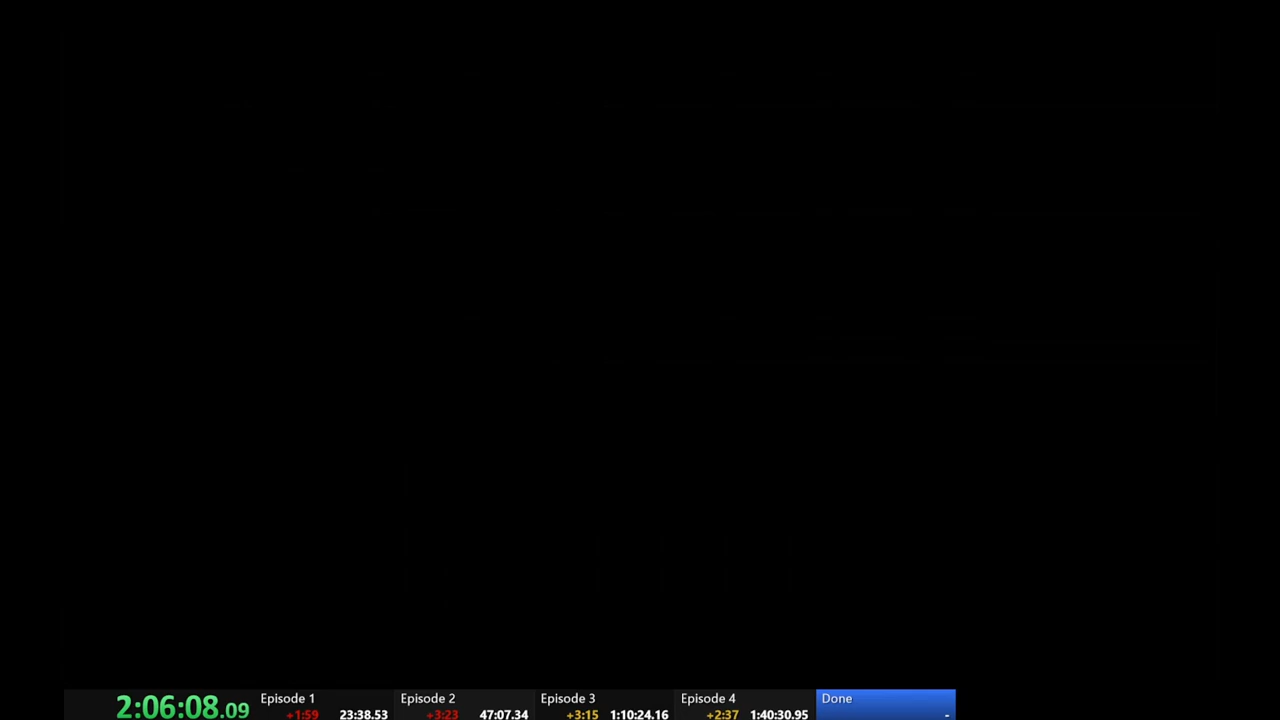 2:06:08.09
Episode 1
+1:59 23:38.53
Episode 2
+3:23 47:07.34
Episode 3
+3:15 1:10:24.16
Episode 4
+2:37 1:40:30.95
Done
-